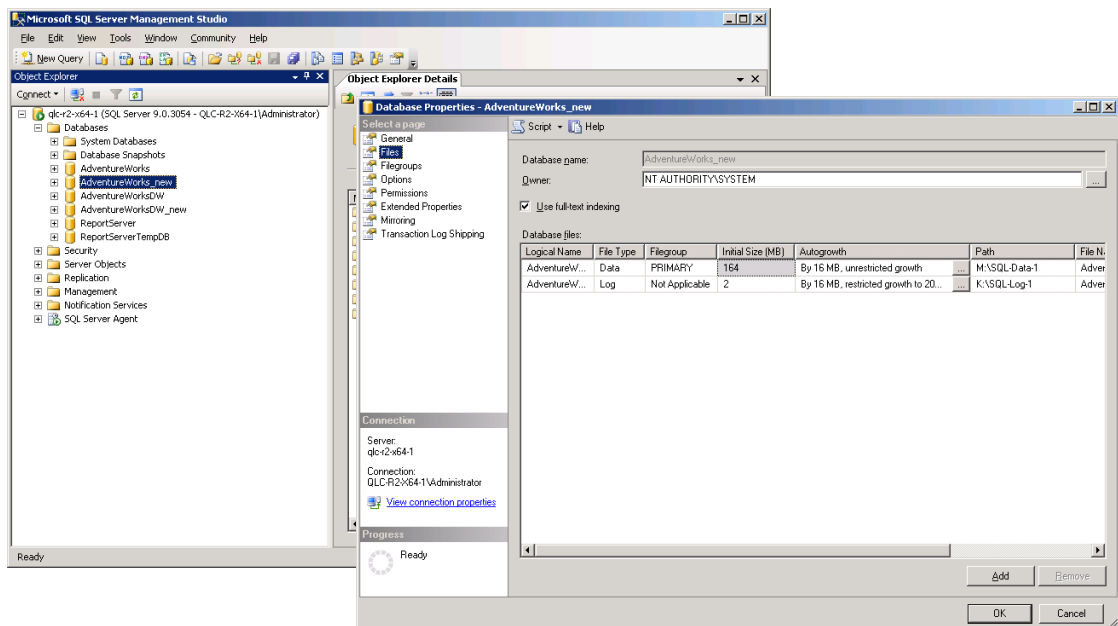 Microsoft SQL Server Management Studio
File Edit View Tools Window Community Help
New Query
Object Explorer
Connect
qlc-r2-x64-1 (SQL Server 9.0.3054 - QLC-R2-X64-1\Administrator)
Databases
System Databases
Database Snapshots
AdventureWorks
AdventureWorks_new
AdventureWorksDW
AdventureWorksDW_new
ReportServer
ReportServerTempDB
Security
Server Objects
Replication
Management
Notification Services
SQL Server Agent
Ready
Object Explorer Details
Database Properties - AdventureWorks_new
Select a page
General
Files
Filegroups
Options
Permissions
Extended Properties
Mirroring
Transaction Log Shipping
Connection
Server:
qlc-r2-x64-1
Connection:
QLC-R2-X64-1\Administrator
View connection properties
Progress
Ready
Script Help
Database name: AdventureWorks_new
Owner: NT AUTHORITY\SYSTEM ...
Use full-text indexing
Database files:
Logical Name File Type Filegroup Initial Size (MB) Autogrowth Path File N
AdventureW... Data PRIMARY 164 By 16 MB, unrestricted growth ... M:\SQL-Data-1 Adver
AdventureW... Log Not Applicable 2 By 16 MB, restricted growth to 20... ... K:\SQL-Log-1 Adver
Add Remove
OK Cancel